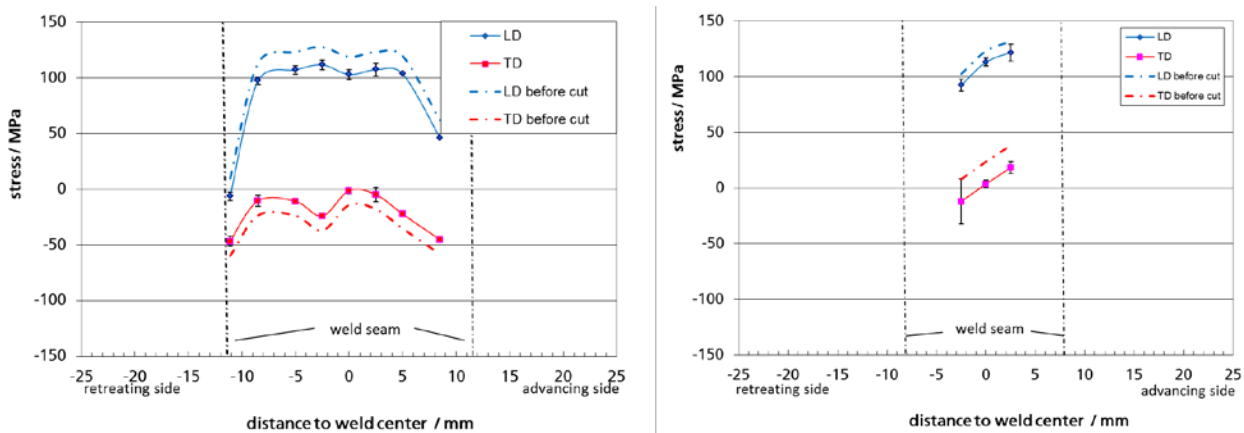 150
100
50
0
-50
-100
-150
stress / MPa
LD
TD
LD before cut
TD before cut
weld seam
-25 -20 -15 -10 -5 0 5 10 15 20 25
retreating side advancing side
distance to weld center / mm
150
100
50
0
-50
-100
-150
stress / MPa
LD
TD
LD before cut
TD before cut
weld seam
-25 -20 -15 -10 -5 0 5 10 15 20 25
retreating side advancing side
distance to weld center / mm